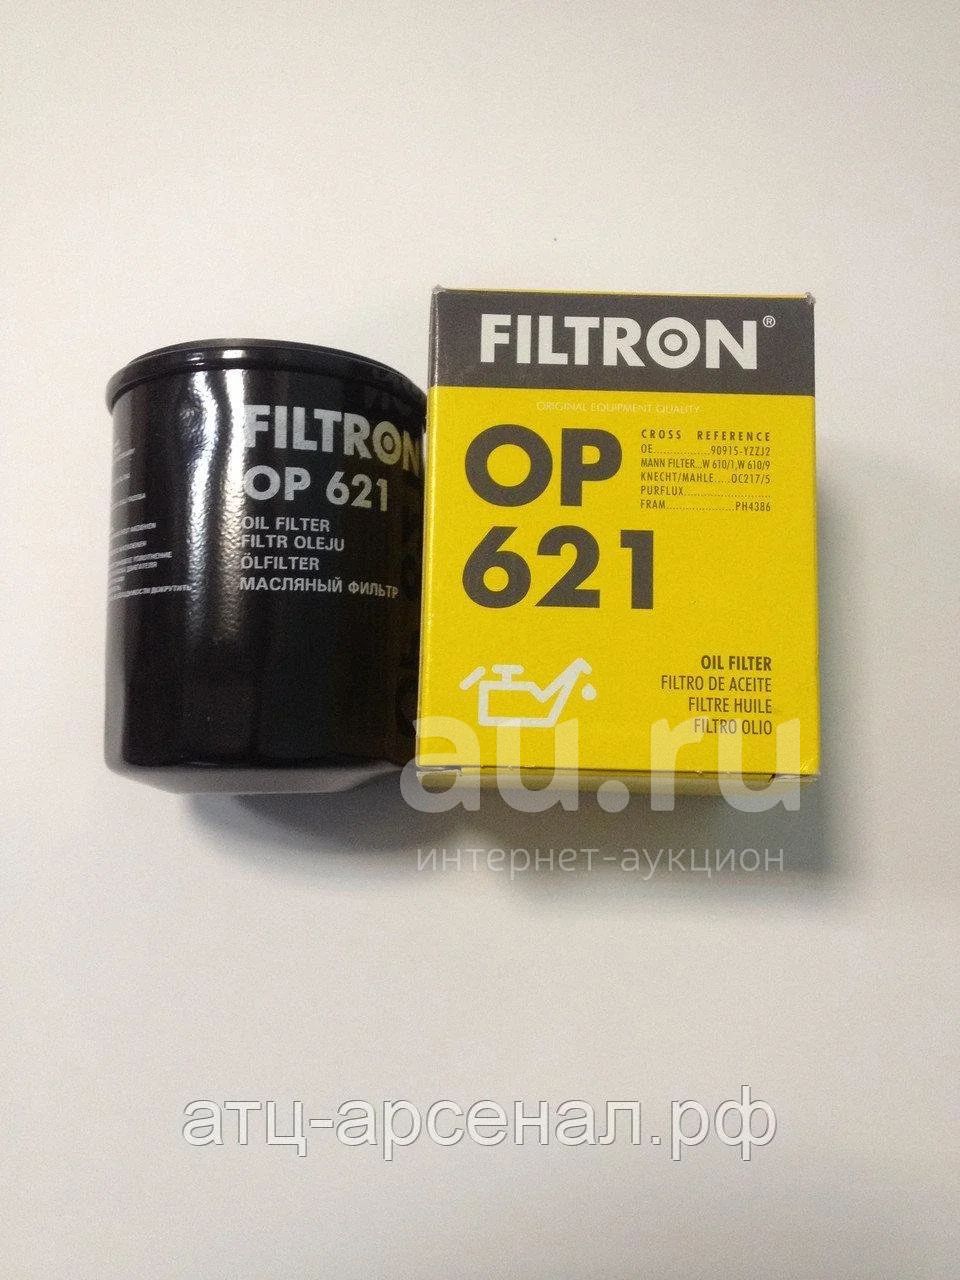 FILTRON
OP 621
OIL FILTER
FILTR OLEJU
ÖLFILTER
МАСЛЯНЫЙ ФИЛЬТР
FILTRON®
ORIGINAL EQUIPMENT QUALITY
OP
621
CROSS REFERENCE
OE...............90915-YZZJ2
MANN FILTER..W 610/1,W 610/9
KNECHT/MAHLE.....OC217/5
PURFLUX........................
FRAM...................PH4386
OIL FILTER
FILTRO DE ACEITE
FILTRE HUILE
FILTRO OLIO
au.ru
интернет-аукцион
атц-арсенал.рф